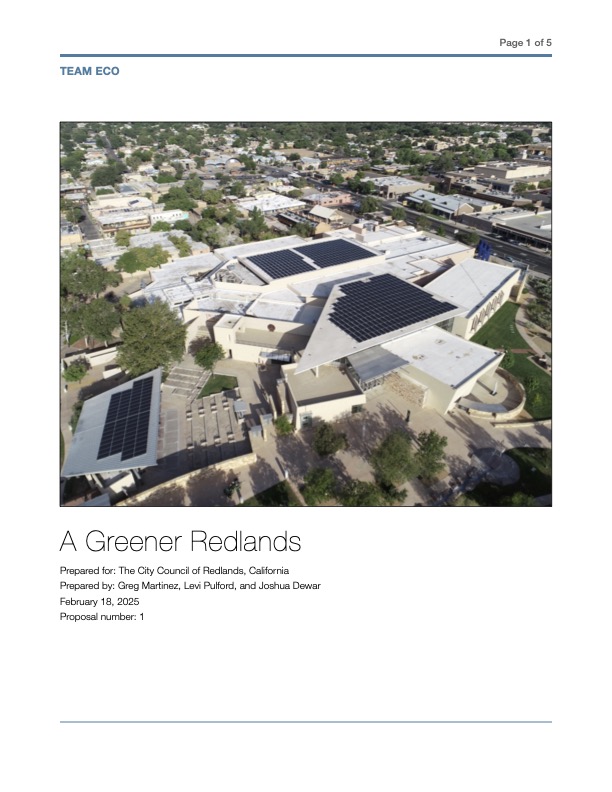 Page 1 of 5
TEAM ECO
A Greener Redlands
Prepared for: The City Council of Redlands, California
Prepared by: Greg Martinez, Levi Pulford, and Joshua Dewar
February 18, 2025
Proposal number: 1